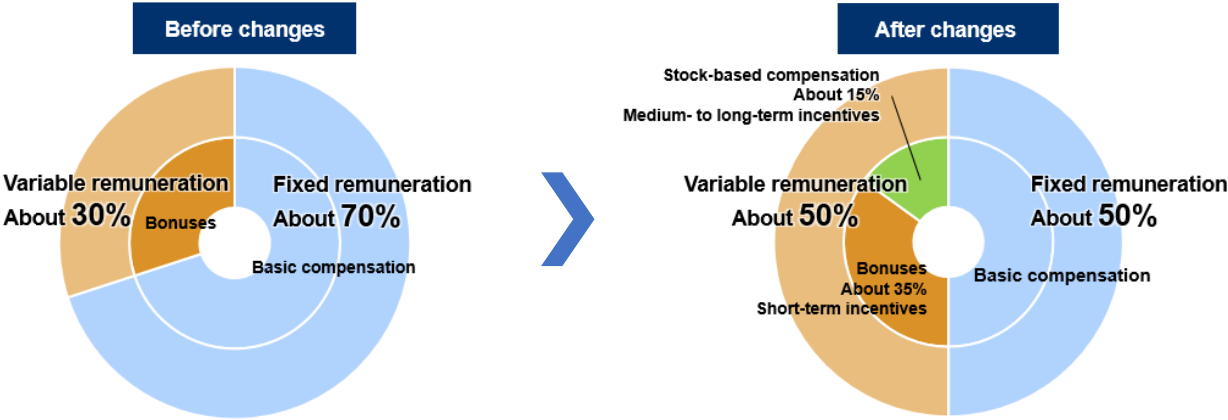 Before changes
Variable remuneration
About 30%
Bonuses
Fixed remuneration
About 70%
Basic compensation
After changes
Stock-based compensation
About 15%
Medium- to long-term incentives
Variable remuneration
About 50%
Bonuses
About 35%
Short-term incentives
Fixed remuneration
About 50%
Basic compensation